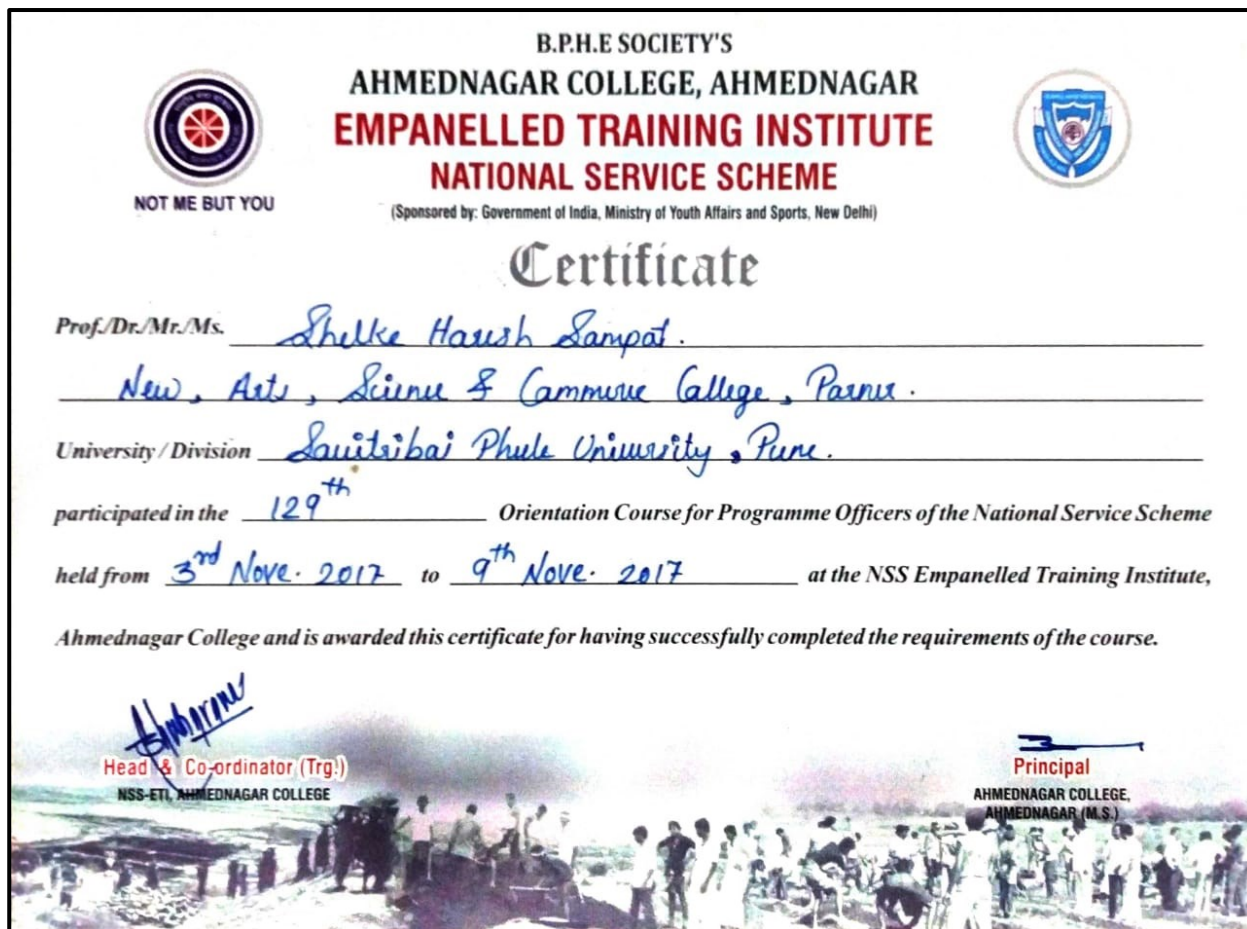 B.P.H.E SOCIETY'S
AHMEDNAGAR COLLEGE, AHMEDNAGAR
EMPANELLED TRAINING INSTITUTE
NATIONAL SERVICE SCHEME
(Sponsored by: Government of India, Ministry of Youth Affairs and Sports, New Delhi)
NOT ME BUT YOU
Certificate
Prof./Dr./Mr./Ms. Shelke Harish Sampat.
New, Arts, Science & Commerce College, Parner.
University / Division Savitribai Phule University, Pune.
participated in the 129th Orientation Course for Programme Officers of the National Service Scheme
held from 3rd Nove. 2017 to 9th Nove. 2017 at the NSS Empanelled Training Institute,
Ahmednagar College and is awarded this certificate for having successfully completed the requirements of the course.
Head & Co-ordinator (Trg.)
NSS-ETI, AHMEDNAGAR COLLEGE
Principal
AHMEDNAGAR COLLEGE,
AHMEDNAGAR (M.S.)